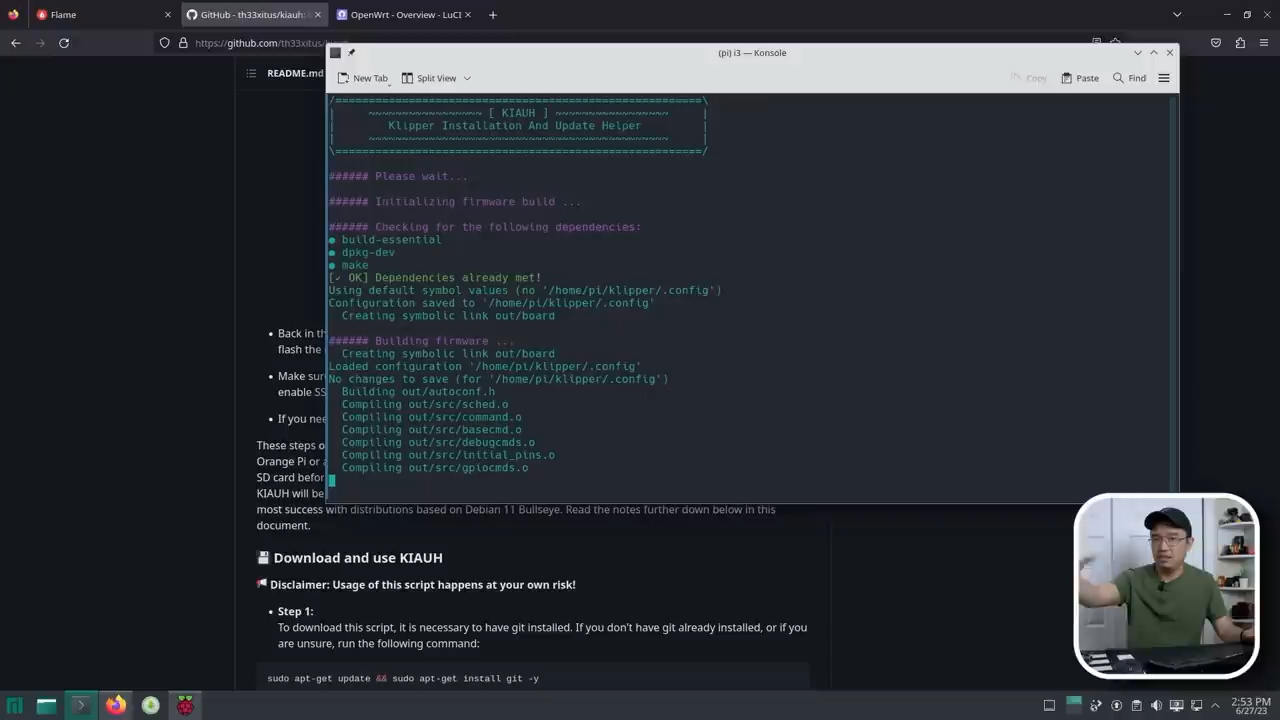 Flame
GitHub - th33xitus/kiauh:
OpenWrt - Overview - LuCI
https://github.com/th33xitus/
(pi) i3 — Konsole
New Tab
Split View
Copy
Paste
Find
README.md
[ KIAUH ]
Klipper Installation And Update Helper
###### Please wait...
###### Initializing firmware build ...
###### Checking for the following dependencies:
● build-essential
● dpkg-dev
● make
[✓ OK] Dependencies already met!
Using default symbol values (no '/home/pi/klipper/.config')
Configuration saved to '/home/pi/klipper/.config'
Creating symbolic link out/board
###### Building firmware ...
Creating symbolic link out/board
Loaded configuration '/home/pi/klipper/.config'
No changes to save (for '/home/pi/klipper/.config')
Building out/autoconf.h
Compiling out/src/sched.o
Compiling out/src/command.o
Compiling out/src/basecmd.o
Compiling out/src/debugcmds.o
Compiling out/src/initial_pins.o
Compiling out/src/gpiocmds.o
• Back in th
flash the
• Make sur
enable SS
• If you nee
These steps o
Orange Pi or a
SD card befor
KIAUH will be
most success with distributions based on Debian 11 Bullseye. Read the notes further down below in this
document.
Download and use KIAUH
Disclaimer: Usage of this script happens at your own risk!
• Step 1:
To download this script, it is necessary to have git installed. If you don't have git already installed, or if you
are unsure, run the following command:
sudo apt-get update && sudo apt-get install git -y
2:53 PM
6/27/23